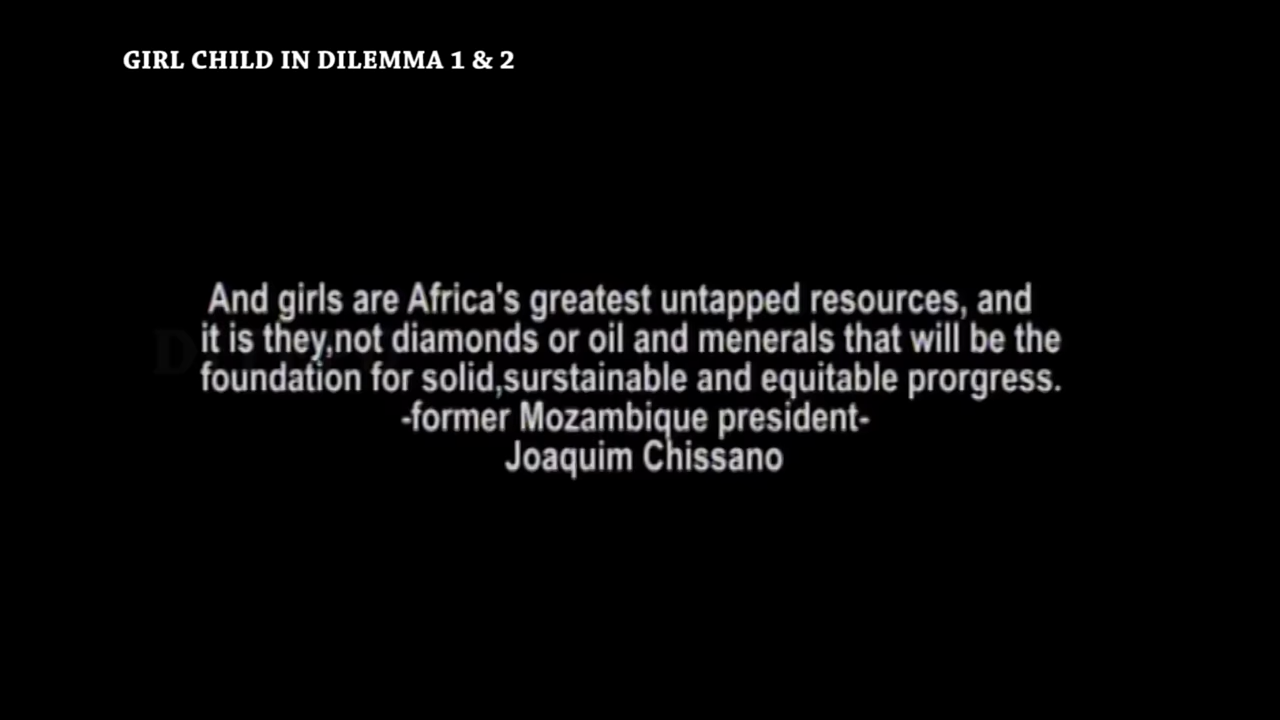 GIRL CHILD IN DILEMMA 1 & 2
And girls are Africa's greatest untapped resources, and
it is they,not diamonds or oil and menerals that will be the
foundation for solid,surstainable and equitable prorgress.
-former Mozambique president-
Joaquim Chissano